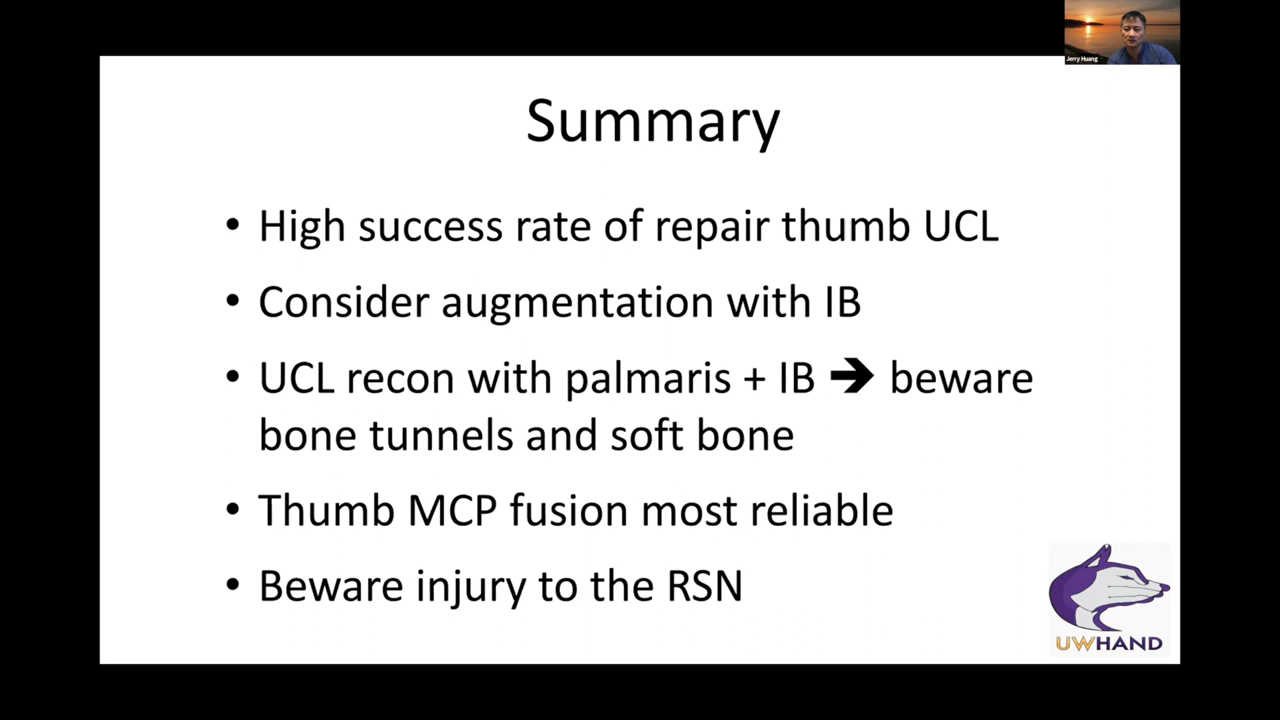 Jerry Huang
Summary
• High success rate of repair thumb UCL
• Consider augmentation with IB
• UCL recon with palmaris + IB ➔ beware
bone tunnels and soft bone
• Thumb MCP fusion most reliable
• Beware injury to the RSN
UWHAND